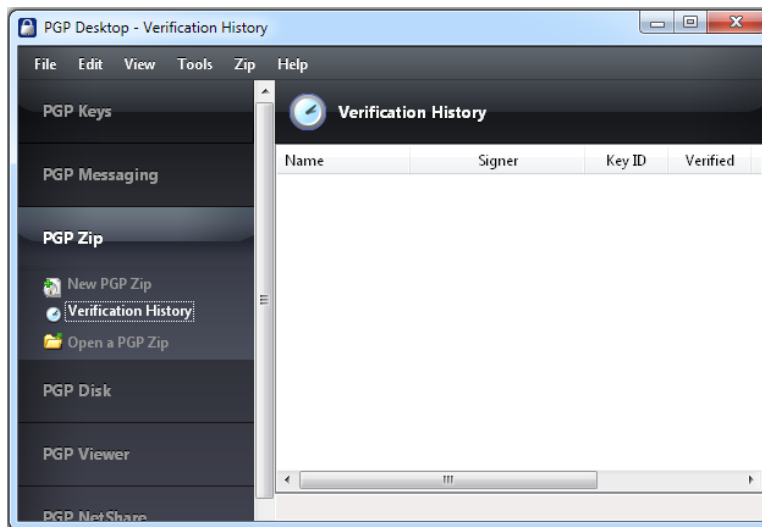 PGP Desktop - Verification History
File Edit View Tools Zip Help
PGP Keys
PGP Messaging
PGP Zip
New PGP Zip
Verification History
Open a PGP Zip
PGP Disk
PGP Viewer
PGP NetShare
Verification History
Name Signer Key ID Verified